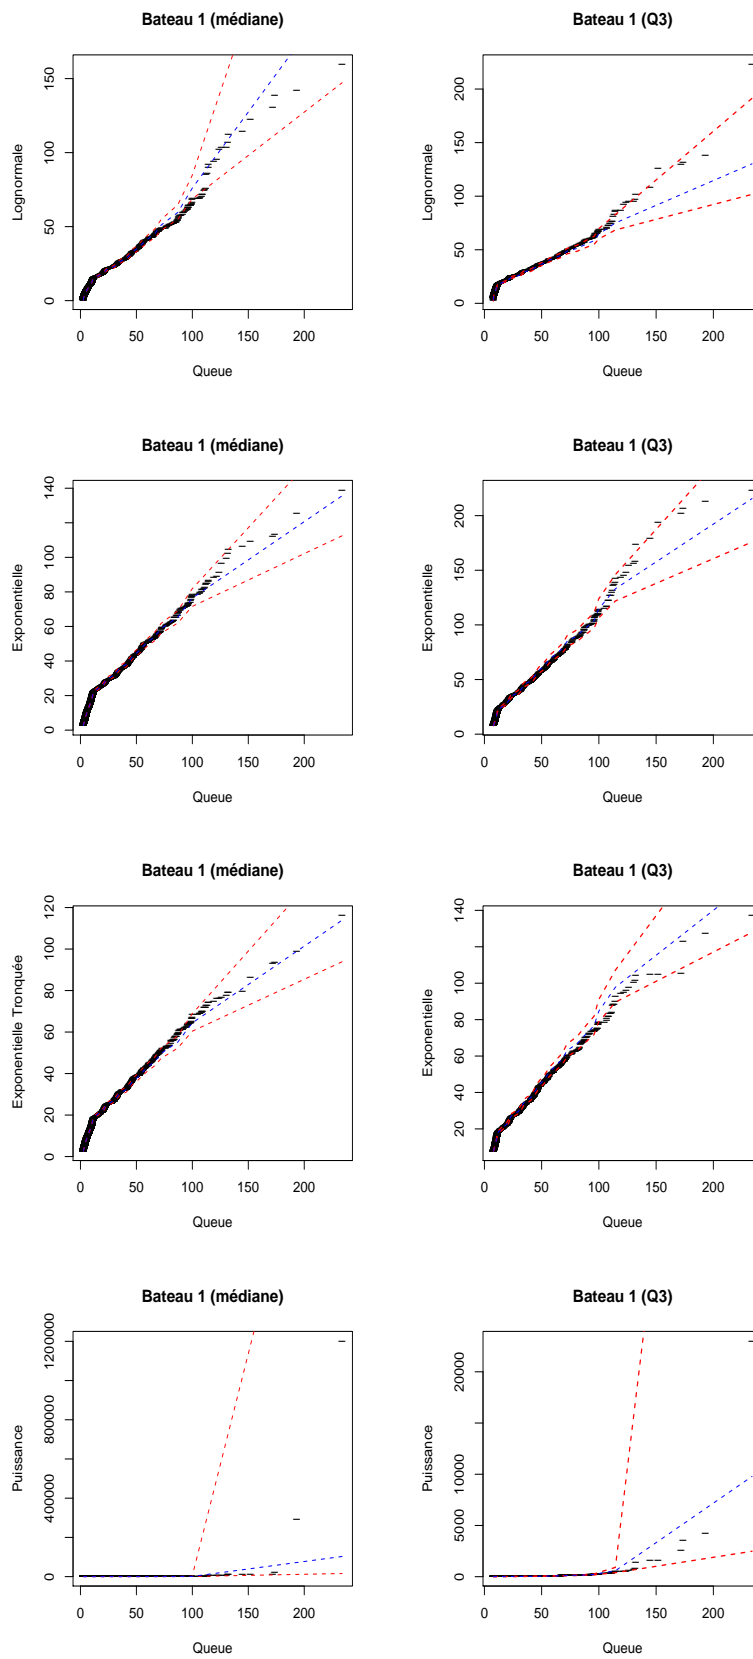 Bateau 1 (médiane)
Lognormale
0 50 100 150
0 50 100 150 200
Queue
Bateau 1 (Q3)
Lognormale
0 50 100 150 200
0 50 100 150 200
Queue
Bateau 1 (médiane)
Exponentielle
0 20 40 60 80 100 140
0 50 100 150 200
Queue
Bateau 1 (Q3)
Exponentielle
0 50 100 200
0 50 100 150 200
Queue
Bateau 1 (médiane)
Exponentielle Tronquée
0 20 40 60 80 100 120
0 50 100 150 200
Queue
Bateau 1 (Q3)
Exponentielle
20 40 60 80 100 140
0 50 100 150 200
Queue
Bateau 1 (médiane)
Puissance
0 400000 800000 1200000
0 50 100 150 200
Queue
Bateau 1 (Q3)
Puissance
0 5000 10000 20000
0 50 100 150 200
Queue